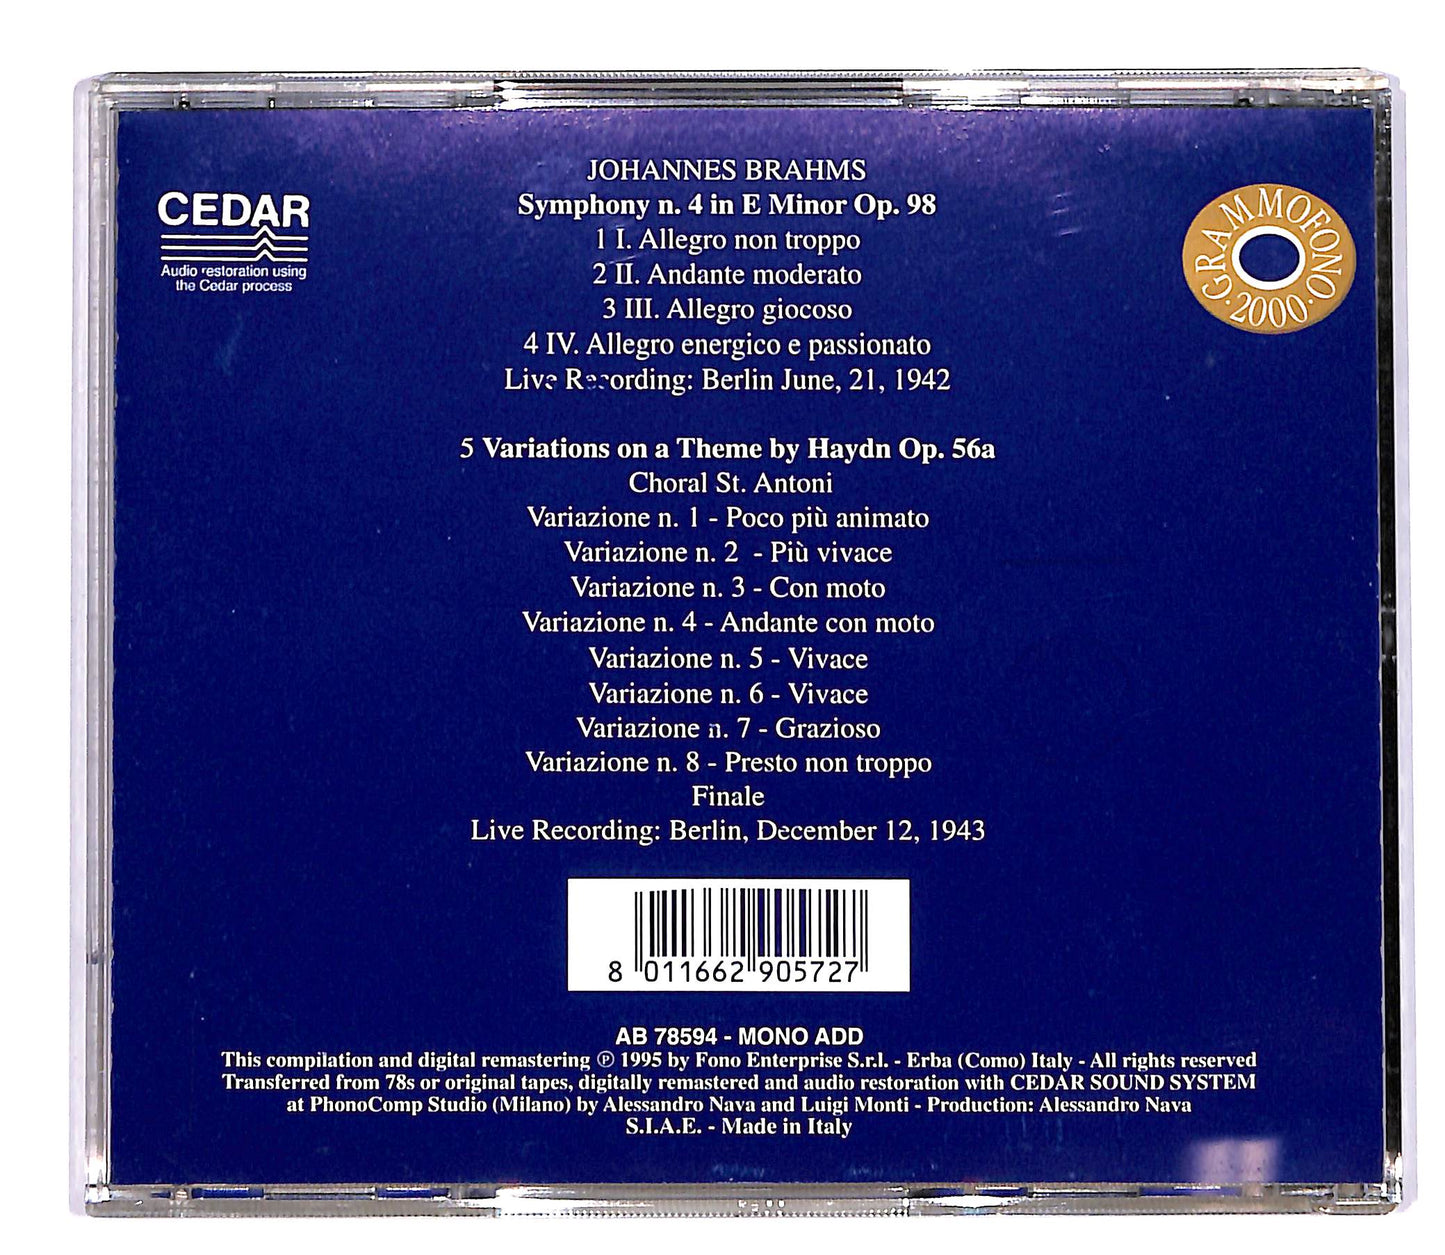 JOHANNES BRAHMS
Symphony n. 4 in E Minor Op. 98
1 I. Allegro non troppo
2 II. Andante moderato
3 III. Allegro giocoso
4 IV. Allegro energico e passionato
Live Recording: Berlin June, 21, 1942
CEDAR
Audio restoration using
the Cedar process
GRAMMOFONO · 2000 ·
5 Variations on a Theme by Haydn Op. 56a
Choral St. Antoni
Variazione n. 1 - Poco più animato
Variazione n. 2 - Più vivace
Variazione n. 3 - Con moto
Variazione n. 4 - Andante con moto
Variazione n. 5 - Vivace
Variazione n. 6 - Vivace
Variazione n. 7 - Grazioso
Variazione n. 8 - Presto non troppo
Finale
Live Recording: Berlin, December 12, 1943
8 011662 905727
AB 78594 - MONO ADD
This compilation and digital remastering ℗ 1995 by Fono Enterprise S.r.l. - Erba (Como) Italy - All rights reserved
Transferred from 78s or original tapes, digitally remastered and audio restoration with CEDAR SOUND SYSTEM
at PhonoComp Studio (Milano) by Alessandro Nava and Luigi Monti - Production: Alessandro Nava
S.I.A.E. - Made in Italy